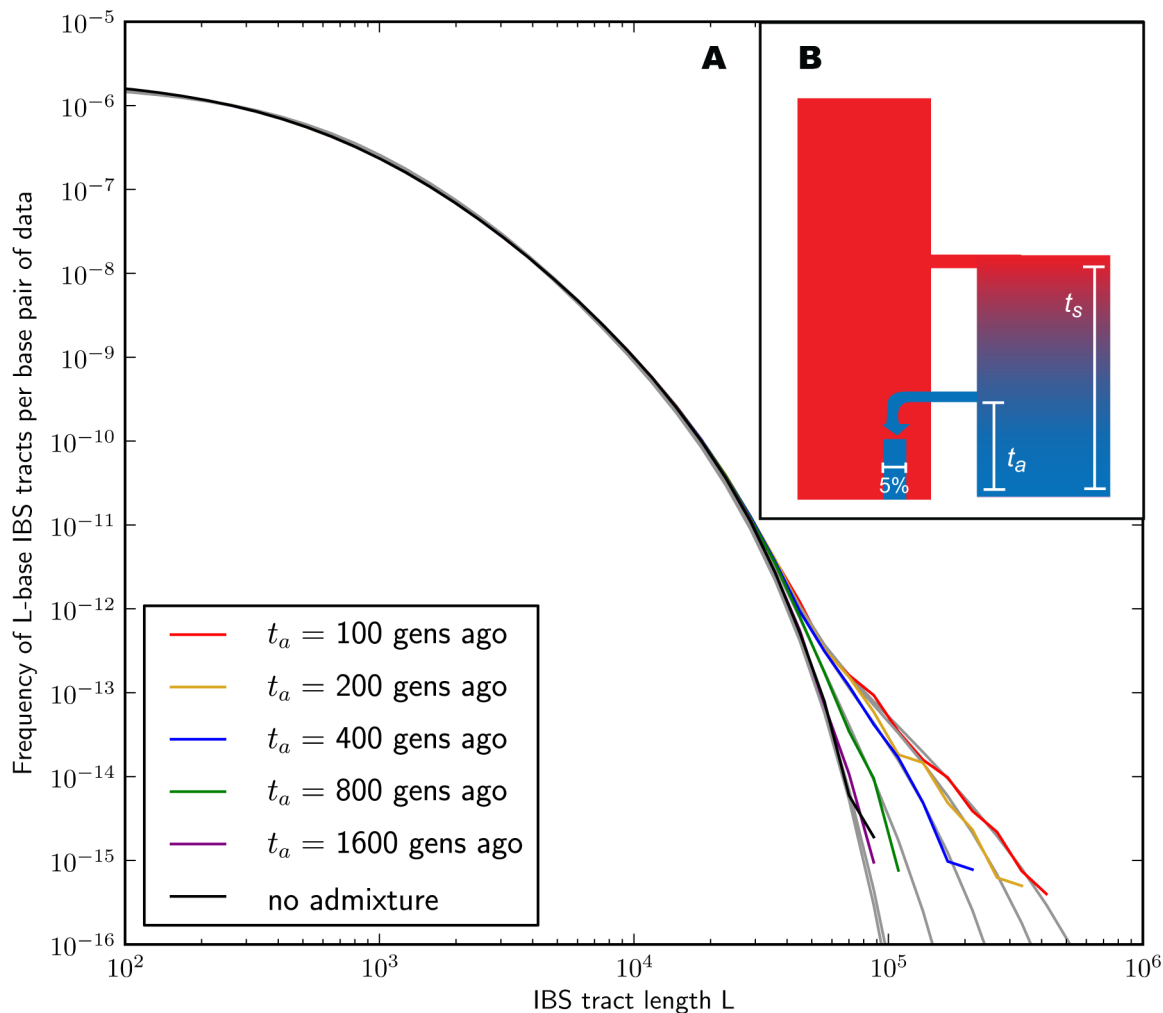 A
B
t_s
t_a
5%
Frequency of L-base IBS tracts per base pair of data
10^{-5}
10^{-6}
10^{-7}
10^{-8}
10^{-9}
10^{-10}
10^{-11}
10^{-12}
10^{-13}
10^{-14}
10^{-15}
10^{-16}
t_a = 100 gens ago
t_a = 200 gens ago
t_a = 400 gens ago
t_a = 800 gens ago
t_a = 1600 gens ago
no admixture
10^2 10^3 10^4 10^5 10^6
IBS tract length L